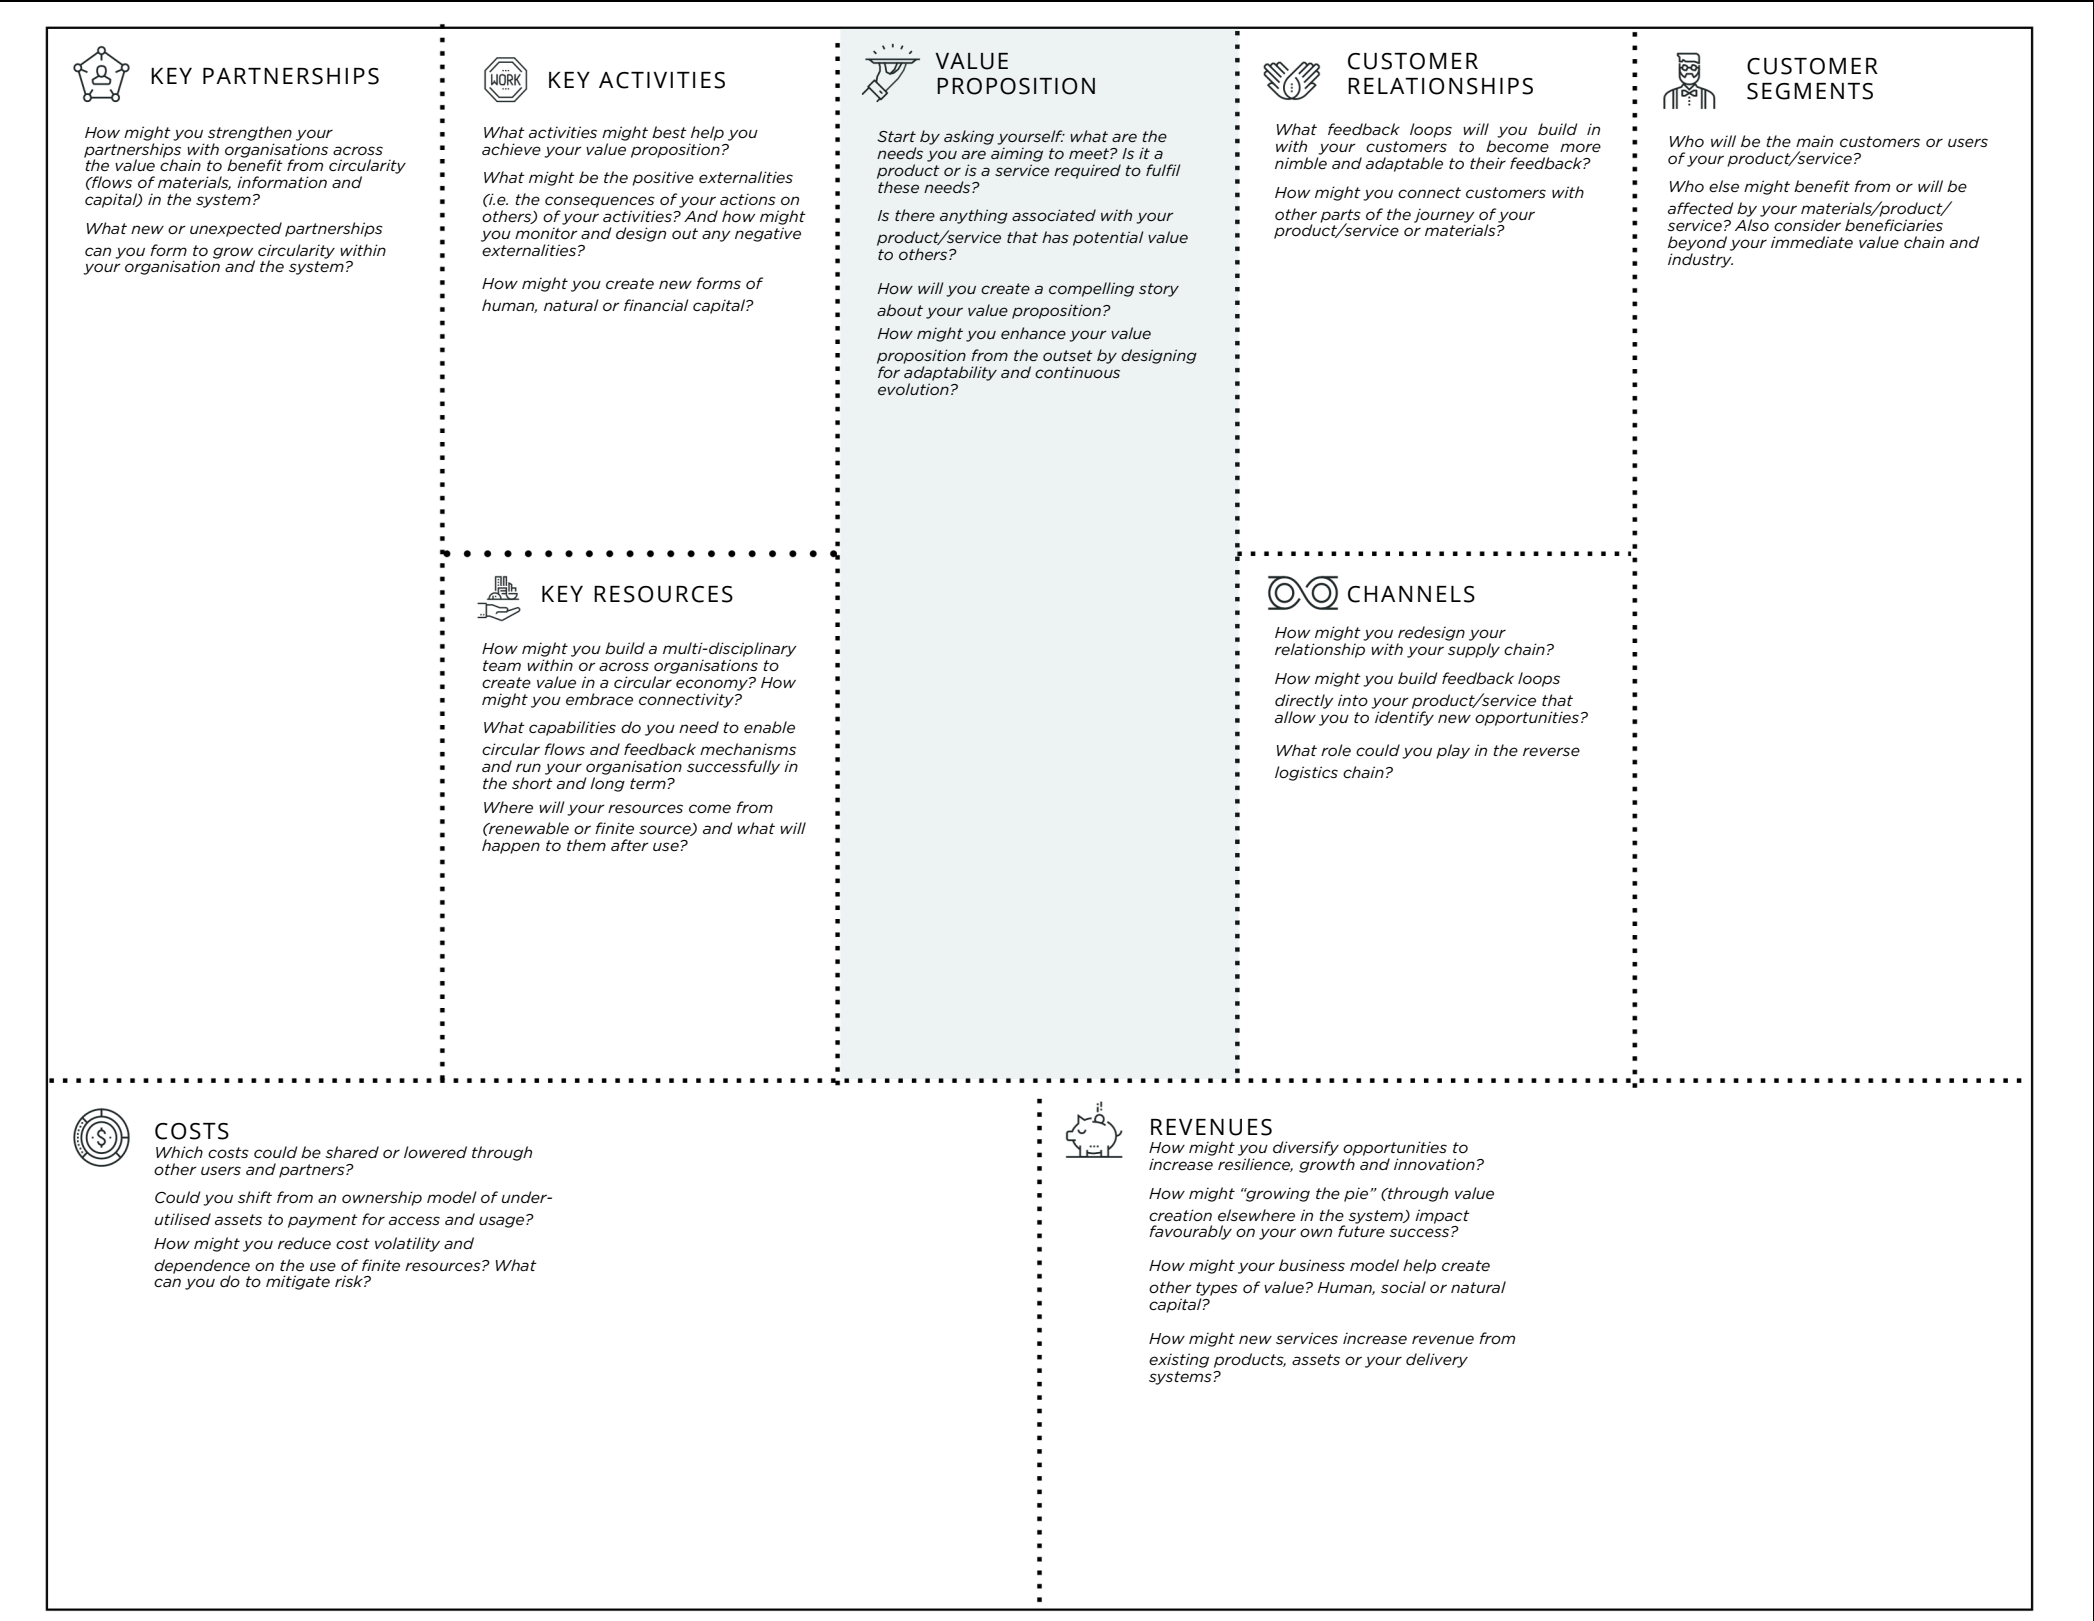 KEY PARTNERSHIPS
How might you strengthen your
partnerships with organisations across
the value chain to benefit from circularity
(flows of materials, information and
capital) in the system?
What new or unexpected partnerships
can you form to grow circularity within
your organisation and the system?
WORK
KEY ACTIVITIES
What activities might best help you
achieve your value proposition?
What might be the positive externalities
(i.e. the consequences of your actions on
others) of your activities? And how might
you monitor and design out any negative
externalities?
How might you create new forms of
human, natural or financial capital?
KEY RESOURCES
How might you build a multi-disciplinary
team within or across organisations to
create value in a circular economy? How
might you embrace connectivity?
What capabilities do you need to enable
circular flows and feedback mechanisms
and run your organisation successfully in
the short and long term?
Where will your resources come from
(renewable or finite source) and what will
happen to them after use?
VALUE
PROPOSITION
Start by asking yourself: what are the
needs you are aiming to meet? Is it a
product or is a service required to fulfil
these needs?
Is there anything associated with your
product/service that has potential value
to others?
How will you create a compelling story
about your value proposition?
How might you enhance your value
proposition from the outset by designing
for adaptability and continuous
evolution?
CUSTOMER
RELATIONSHIPS
What feedback loops will you build in
with your customers to become more
nimble and adaptable to their feedback?
How might you connect customers with
other parts of the journey of your
product/service or materials?
CHANNELS
How might you redesign your
relationship with your supply chain?
How might you build feedback loops
directly into your product/service that
allow you to identify new opportunities?
What role could you play in the reverse
logistics chain?
CUSTOMER
SEGMENTS
Who will be the main customers or users
of your product/service?
Who else might benefit from or will be
affected by your materials/product/
service? Also consider beneficiaries
beyond your immediate value chain and
industry.
$
COSTS
Which costs could be shared or lowered through
other users and partners?
Could you shift from an ownership model of under-
utilised assets to payment for access and usage?
How might you reduce cost volatility and
dependence on the use of finite resources? What
can you do to mitigate risk?
REVENUES
How might you diversify opportunities to
increase resilience, growth and innovation?
How might “growing the pie” (through value
creation elsewhere in the system) impact
favourably on your own future success?
How might your business model help create
other types of value? Human, social or natural
capital?
How might new services increase revenue from
existing products, assets or your delivery
systems?